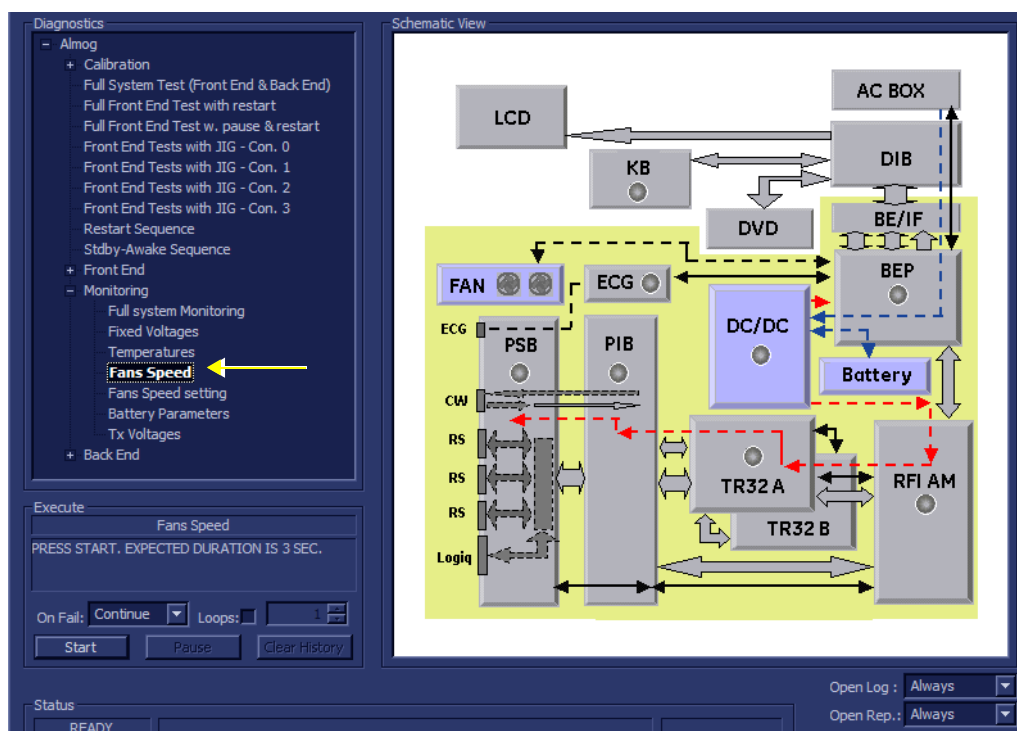 Diagnostics
Almog
Calibration
Full System Test (Front End & Back End)
Full Front End Test with restart
Full Front End Test w. pause & restart
Front End Tests with JIG - Con. 0
Front End Tests with JIG - Con. 1
Front End Tests with JIG - Con. 2
Front End Tests with JIG - Con. 3
Restart Sequence
Stdby-Awake Sequence
Front End
Monitoring
Full system Monitoring
Fixed Voltages
Temperatures
Fans Speed
Fans Speed setting
Battery Parameters
Tx Voltages
Back End
Execute
Fans Speed
PRESS START. EXPECTED DURATION IS 3 SEC.
On Fail: Continue Loops: 1
Start Pause Clear History
Status
READY
Schematic View
LCD
AC BOX
DIB
KB
DVD
BE/IF
BEP
FAN
ECG
DC/DC
Battery
ECG
PSB
PIB
CW
RS
RS
RS
Logiq
TR32 A
TR32 B
RFI AM
Open Log : Always
Open Rep.: Always